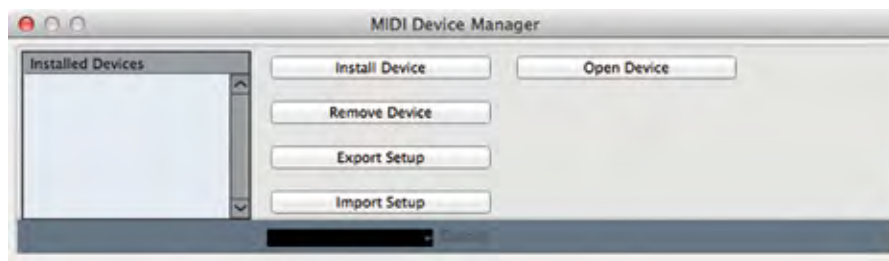 MIDI Device Manager
Installed Devices
Install Device
Open Device
Remove Device
Export Setup
Import Setup